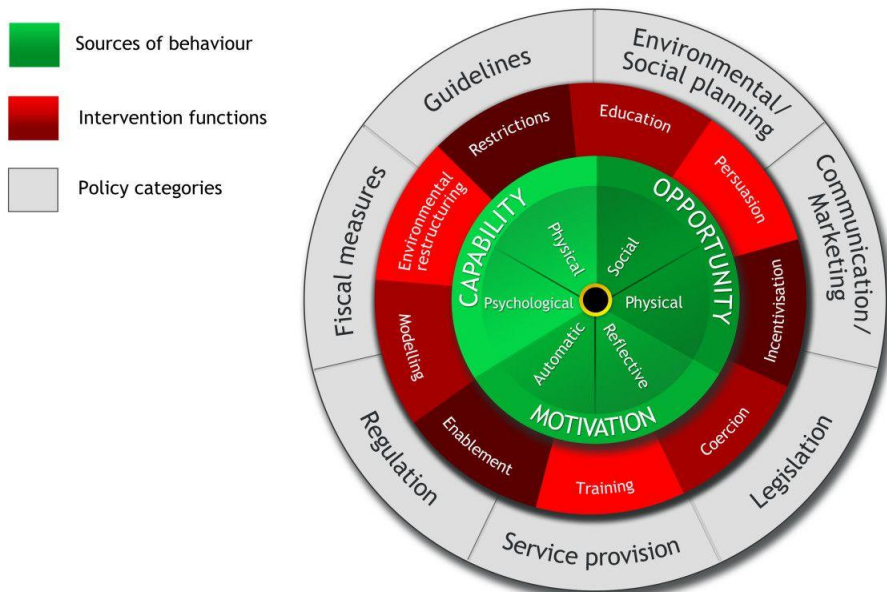 Sources of behaviour
Intervention functions
Policy categories
Guidelines
Environmental/
Social planning
Communication/
Marketing
Legislation
Service provision
Regulation
Fiscal measures
Restrictions
Education
Persuasion
Incentivisation
Coercion
Training
Enablement
Modelling
Environmental
restructuring
CAPABILITY
OPPORTUNITY
MOTIVATION
Physical
Social
Physical
Reflective
Automatic
Psychological